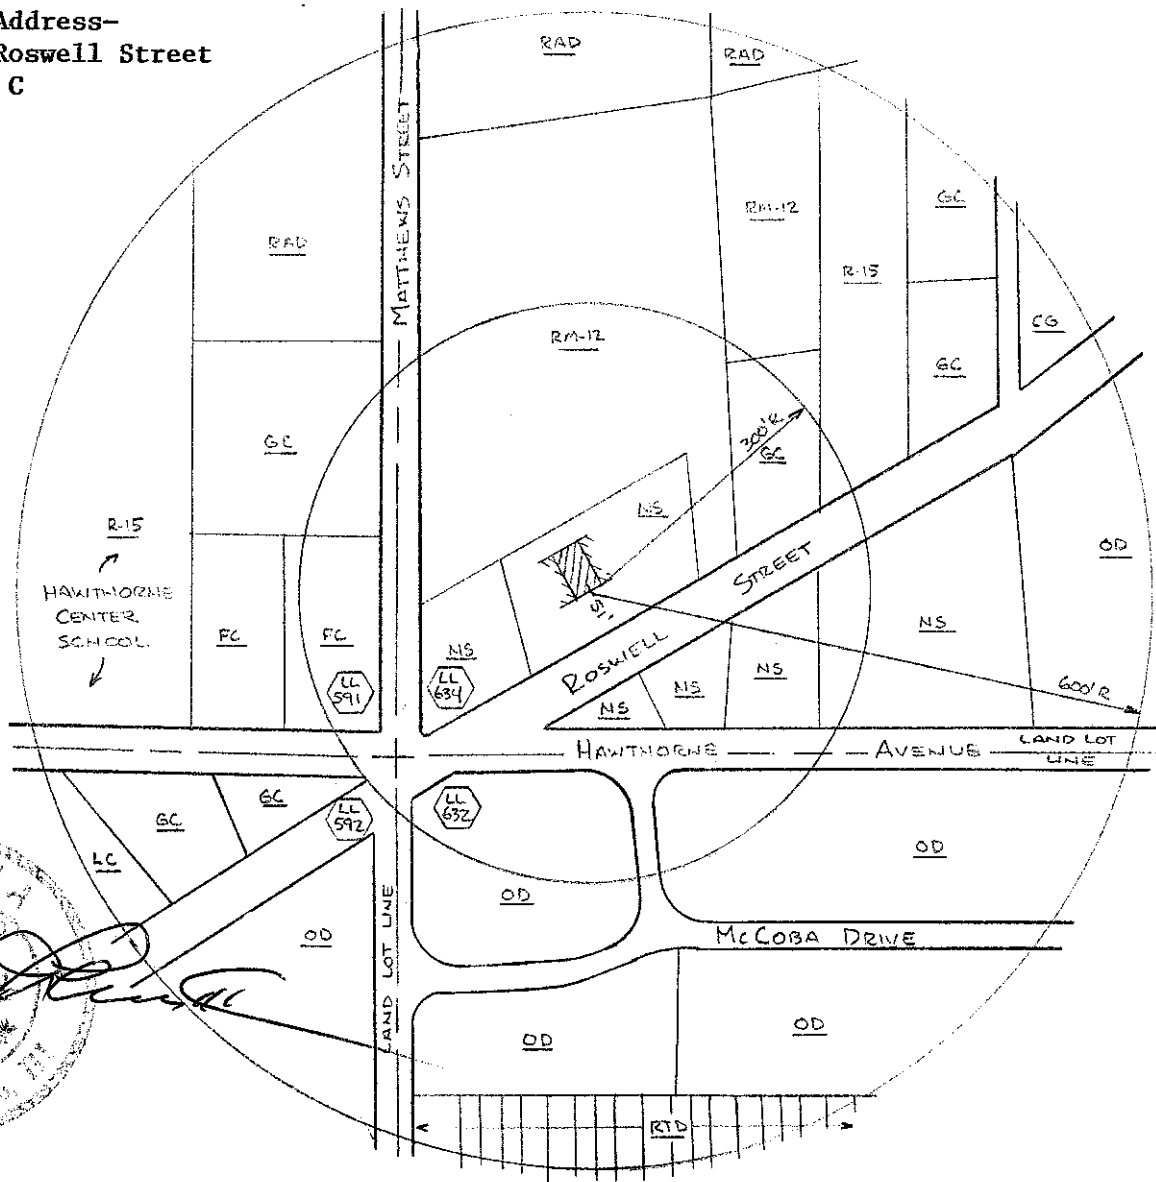 Address-
Roswell Street
C
RAD
RAD
MATTHEWS STREET
RM-12
GC
RAD
R-15
CG
RM-12
GC
GC
300'R
GC
R-15
NS
HAWTHORNE
CENTER
SCHOOL
OD
51'
STREET
FC
FC
NS
ROSWELL
NS
LL
591
LL
634
NS
NS
NS
600'R
HAWTHORNE AVENUE
LAND LOT
LINE
GC
GC
LL
592
LL
632
LC
OD
OD
OD
LAND LOT LINE
McCOBA DRIVE
OD
OD
RTD